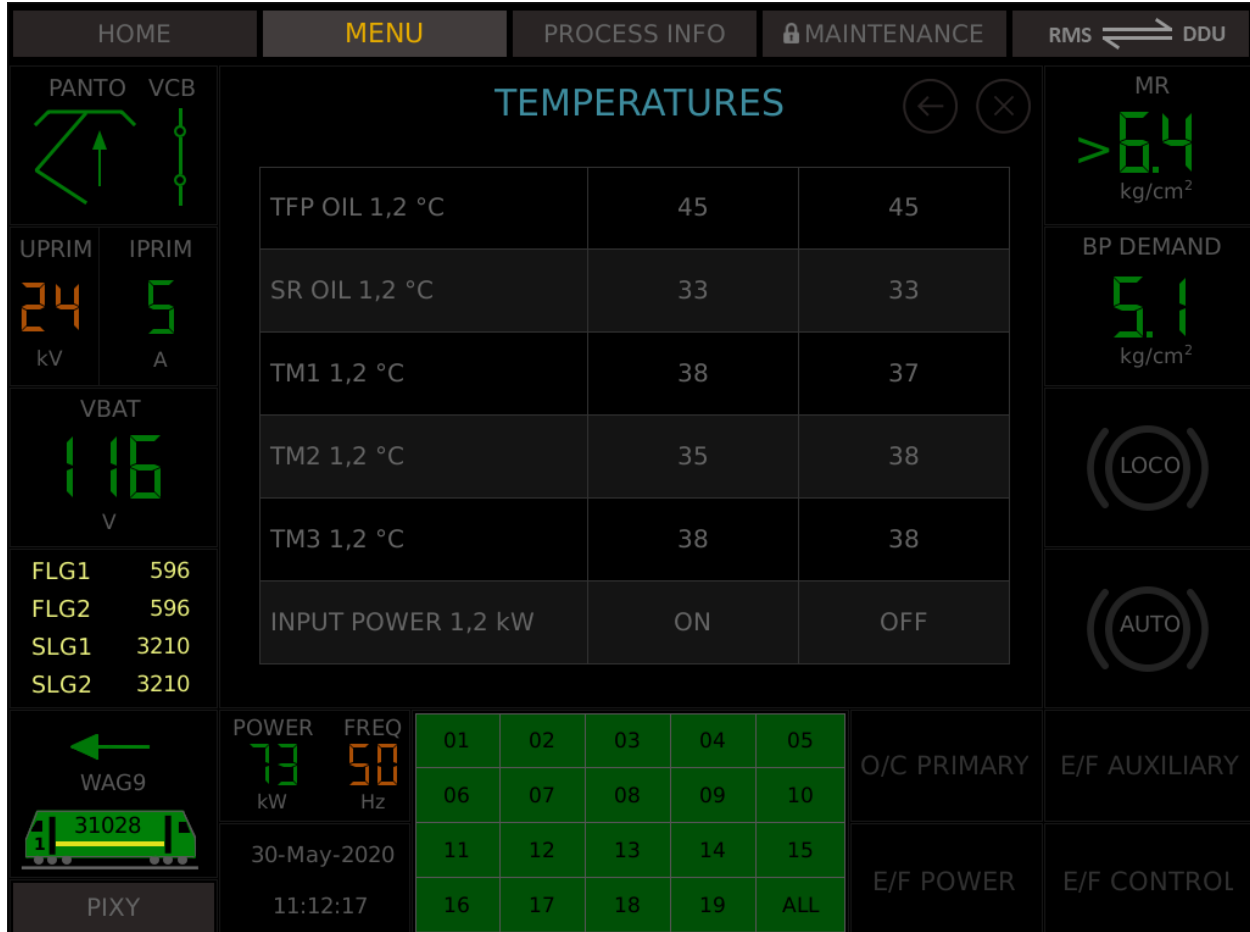 HOME MENU PROCESS INFO MAINTENANCE RMS DDU
PANTO VCB
UPRIM IPRIM
24 5
kV A
VBAT
116
V
FLG1 596
FLG2 596
SLG1 3210
SLG2 3210
TEMPERATURES
TFP OIL 1,2 °C 45 45
SR OIL 1,2 °C 33 33
TM1 1,2 °C 38 37
TM2 1,2 °C 35 38
TM3 1,2 °C 38 38
INPUT POWER 1,2 kW ON OFF
MR
>6.4
kg/cm²
BP DEMAND
5.1
kg/cm²
LOCO
AUTO
WAG9
31028
1
PIXY
POWER FREQ
73 50
kW Hz
30-May-2020
11:12:17
01 02 03 04 05
06 07 08 09 10
11 12 13 14 15
16 17 18 19 ALL
O/C PRIMARY E/F AUXILIARY
E/F POWER E/F CONTROL